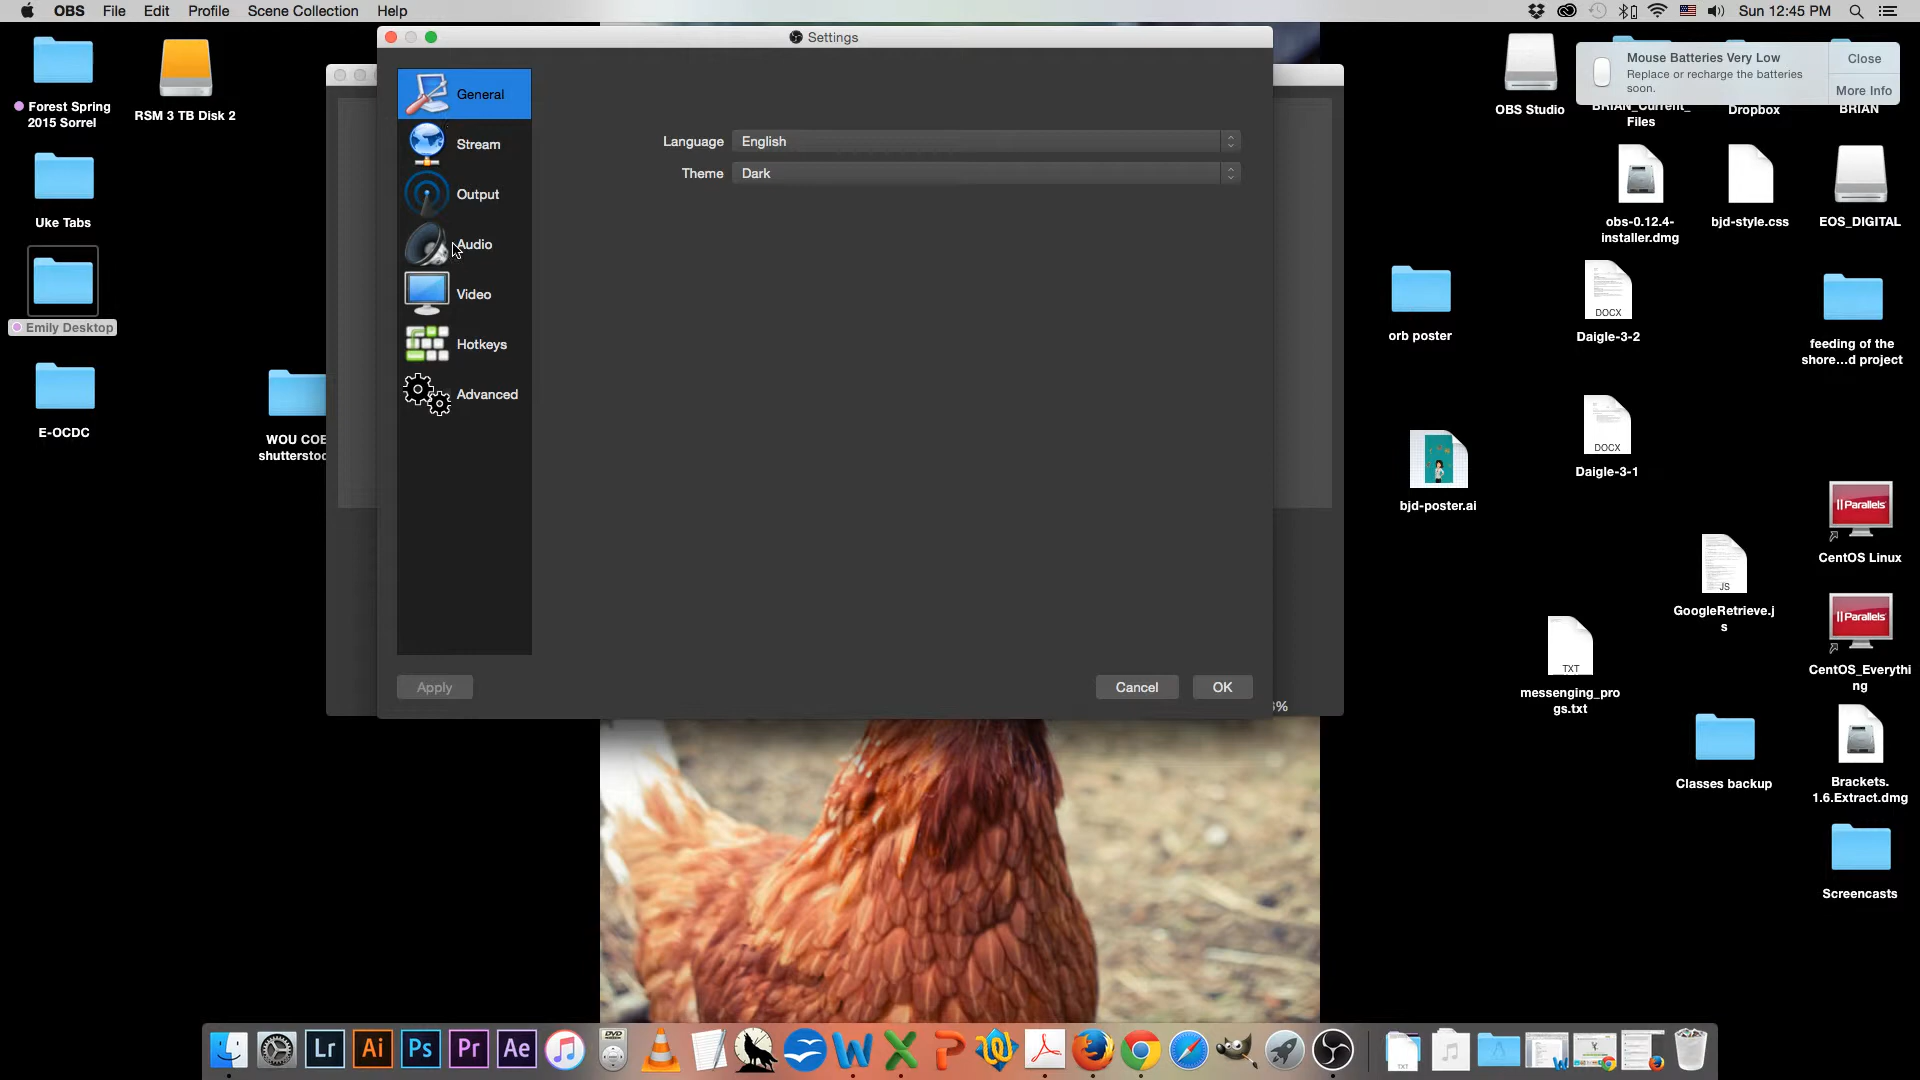 OBS File Edit Profile Scene Collection Help
Sun 12:45 PM
Settings
General
Stream
Output
Audio
Video
Hotkeys
Advanced
Language English
Theme Dark
Apply
Cancel OK
Mouse Batteries Very Low
Replace or recharge the batteries
soon.
Close
More Info
Forest Spring
2015 Sorrel
RSM 3 TB Disk 2
Uke Tabs
Emily Desktop
E-OCDC
WOU COE
shutterstoc
OBS Studio
BRIAN_Current_
Files
Dropbox
BRIAN
obs-0.12.4-
installer.dmg
bjd-style.css
EOS_DIGITAL
orb poster
DOCX
Daigle-3-2
feeding of the
shore...d project
DOCX
Daigle-3-1
bjd-poster.ai
|| Parallels
CentOS Linux
JS
GoogleRetrieve.j
s
|| Parallels
CentOS_Everythi
ng
TXT
messenging_pro
gs.txt
Classes backup
Brackets.
1.6.Extract.dmg
Screencasts
%
Lr Ai Ps Pr Ae
DVD
TXT